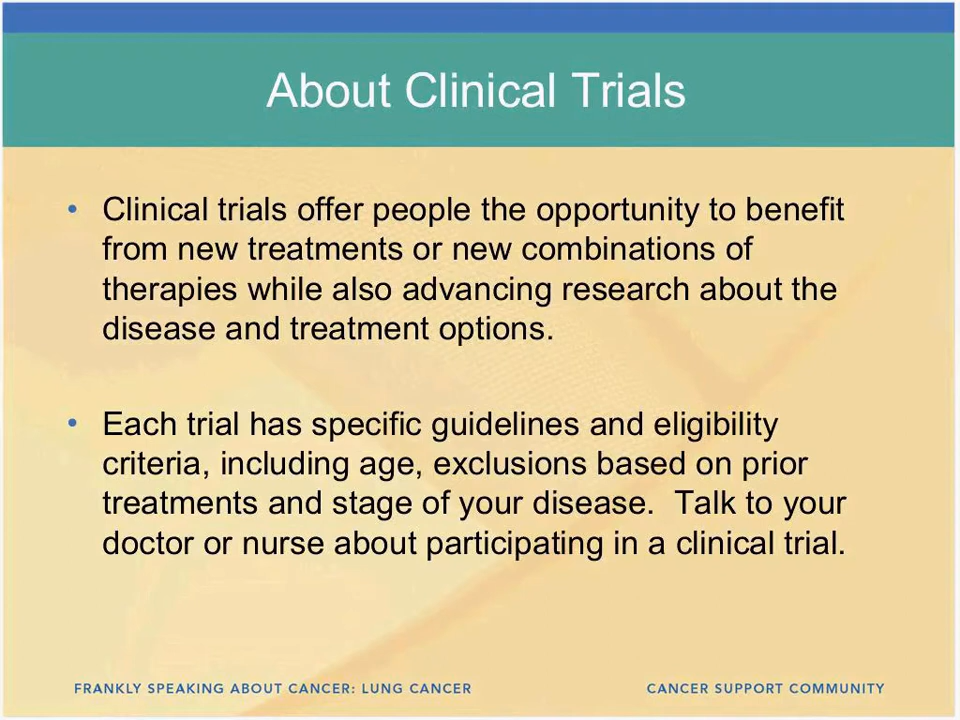 About Clinical Trials
• Clinical trials offer people the opportunity to benefit
from new treatments or new combinations of
therapies while also advancing research about the
disease and treatment options.
• Each trial has specific guidelines and eligibility
criteria, including age, exclusions based on prior
treatments and stage of your disease.  Talk to your
doctor or nurse about participating in a clinical trial.
FRANKLY SPEAKING ABOUT CANCER: LUNG CANCER
CANCER SUPPORT COMMUNITY